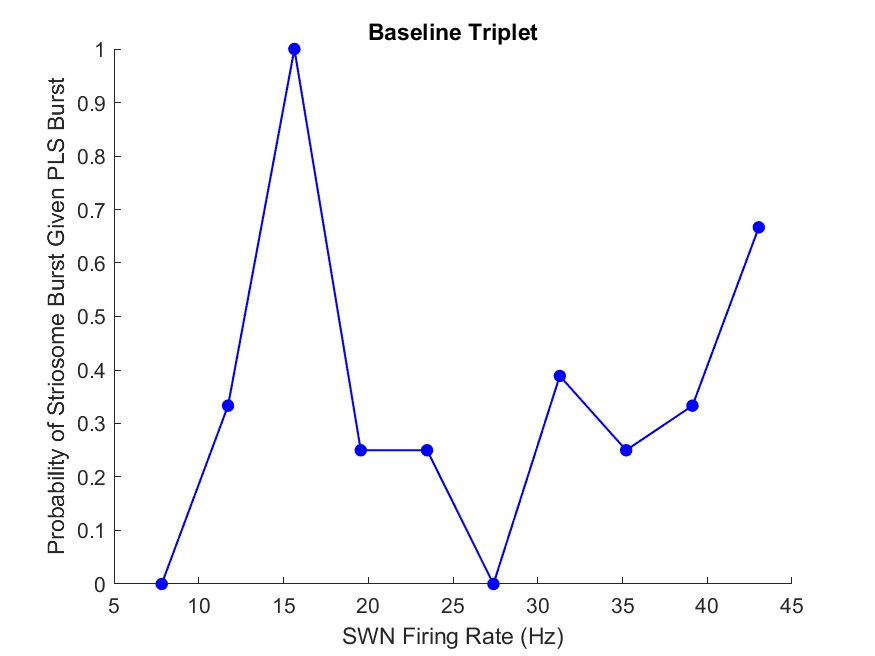 Baseline Triplet
Probability of Striosome Burst Given PLS Burst
1
0.9
0.8
0.7
0.6
0.5
0.4
0.3
0.2
0.1
0
5 10 15 20 25 30 35 40 45
SWN Firing Rate (Hz)